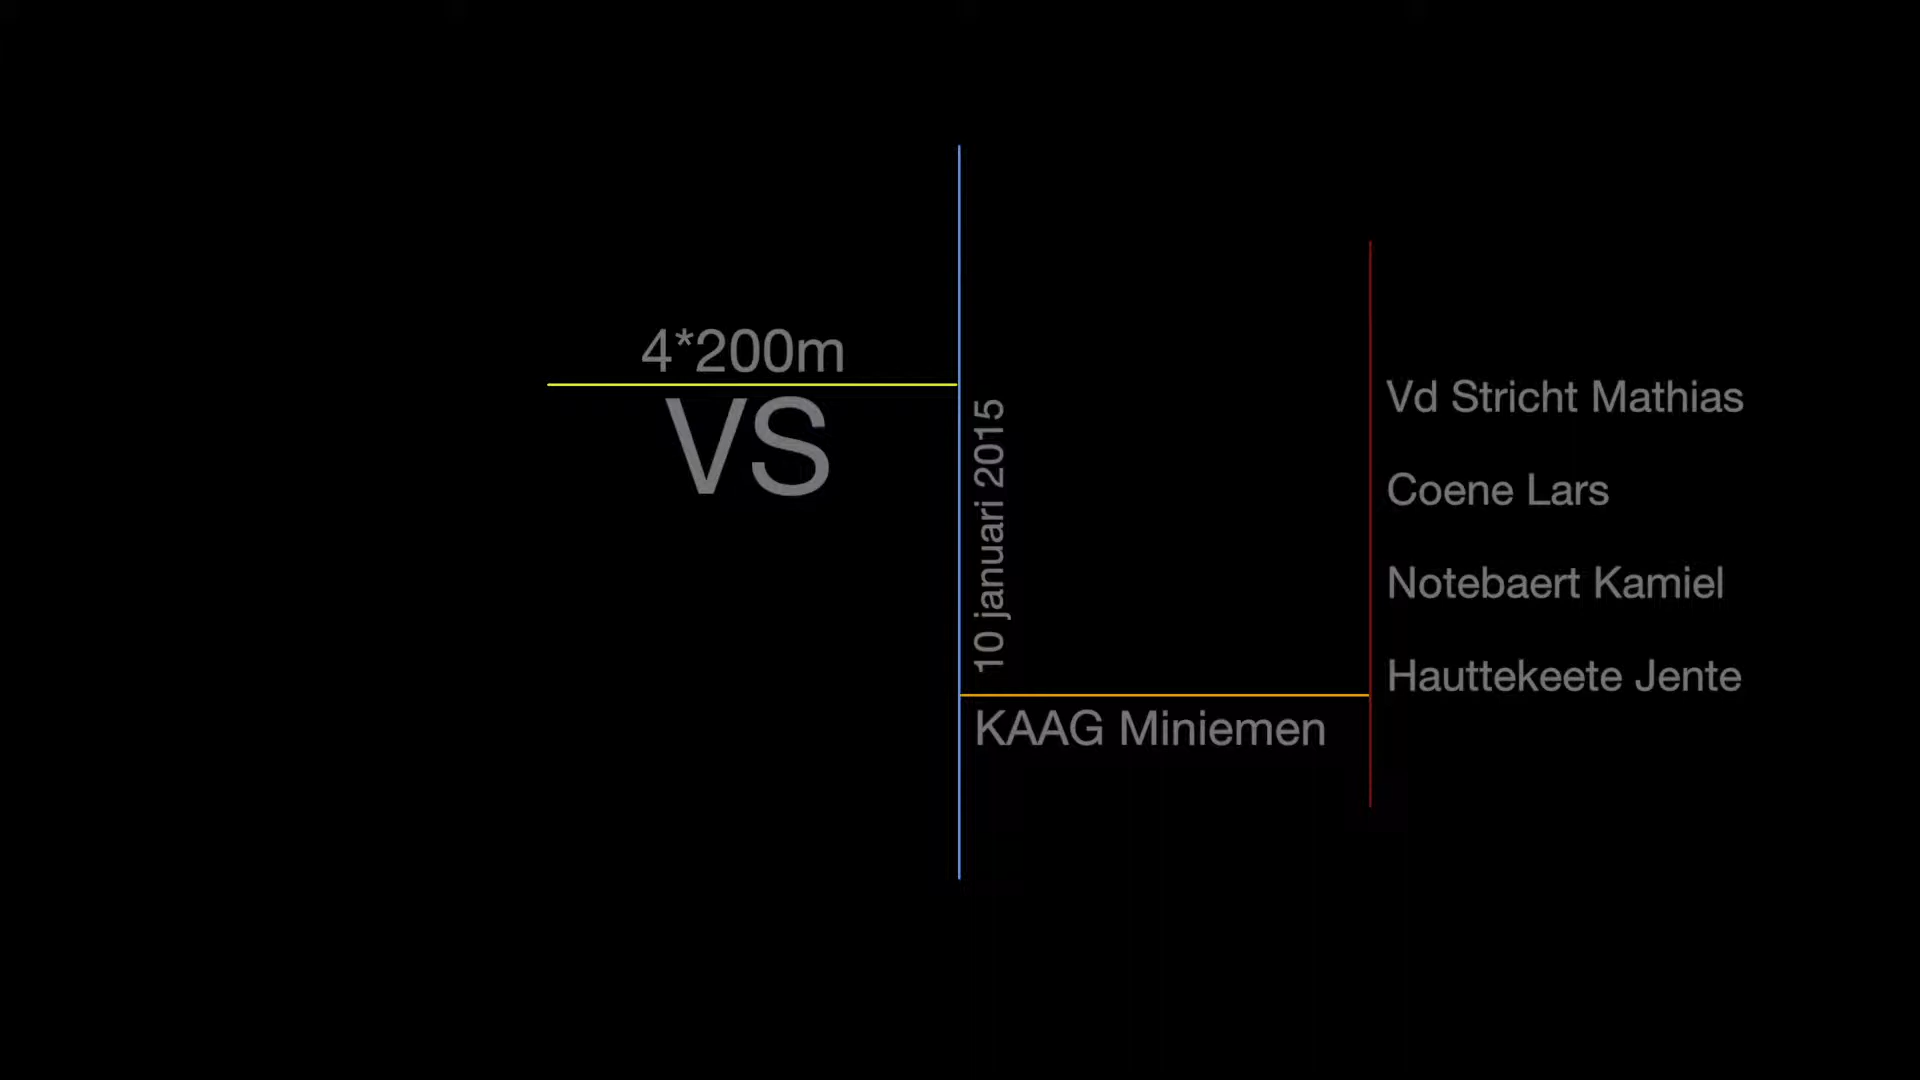 4*200m
VS
10 januari 2015
KAAG Miniemen
Vd Stricht Mathias
Coene Lars
Notebaert Kamiel
Hauttekeete Jente